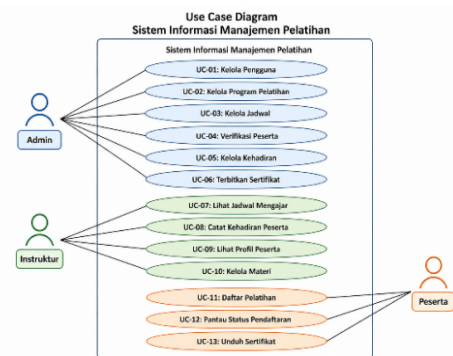 Use Case Diagram
Sistem Informasi Manajemen Pelatihan
Sistem Informasi Manajemen Pelatihan
UC-01: Kelola Pengguna
UC-02: Kelola Program Pelatihan
UC-03: Kelola Jadwal
UC-04: Verifikasi Peserta
UC-05: Kelola Kehadiran
UC-06: Terbitkan Sertifikat
Admin
UC-07: Lihat Jadwal Mengajar
UC-08: Catat Kehadiran Peserta
UC-09: Lihat Profil Peserta
UC-10: Kelola Materi
Instruktur
UC-11: Daftar Pelatihan
UC-12: Pantau Status Pendaftaran
UC-13: Unduh Sertifikat
Peserta